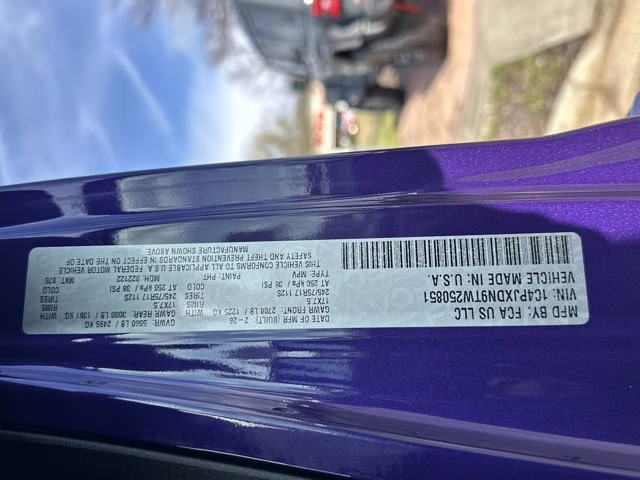 MFD BY: FCA US LLC
VIN: 1C4PJXDN9TW250851
VEHICLE MADE IN U.S.A.
DATE OF MFR (BUILT): 2-26
GAWR FRONT: 2700 LB / 1225 KG WITH
17X7.5 RIMS
245/75R17 112S TIRES
AT 250 kPa / 36 PSI COLD
TYPE: MPV
GVWR: 5500 LB / 2495 KG
GAWR REAR: 3000 LB / 1361 KG WITH
17X7.5 RIMS
245/75R17 112S TIRES
AT 250 kPa / 36 PSI COLD
PAINT: PHT MDH: 022122 MKT: 875
THIS VEHICLE CONFORMS TO ALL APPLICABLE U.S.A. FEDERAL MOTOR VEHICLE
SAFETY AND THEFT PREVENTION STANDARDS IN EFFECT ON THE DATE OF
MANUFACTURE SHOWN ABOVE.